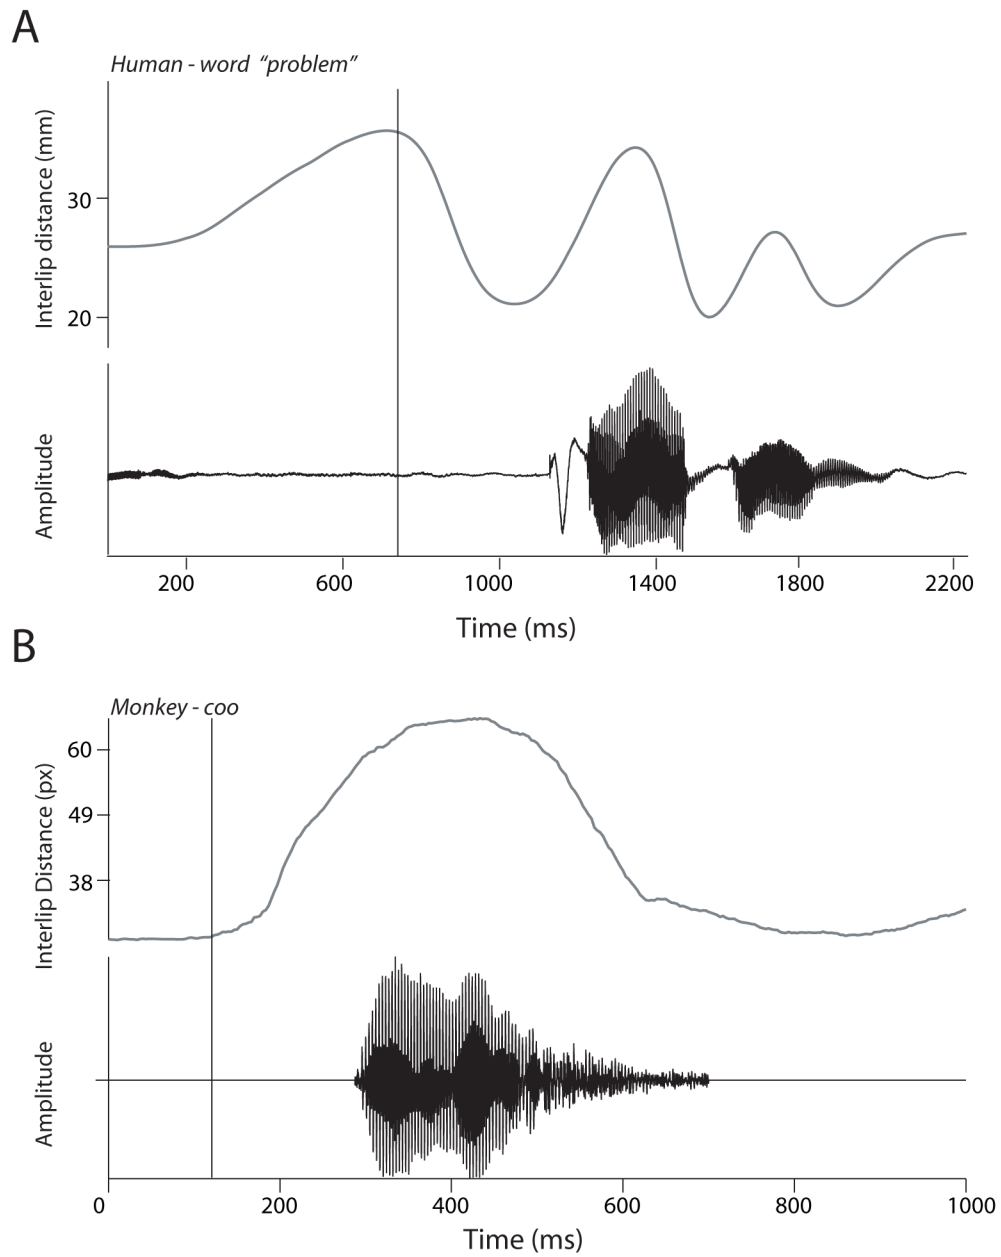 A
Human - word "problem"
Interlip distance (mm)
30
20
Amplitude
200 600 1000 1400 1800 2200
Time (ms)
B
Monkey - coo
Interlip Distance (px)
60
49
38
Amplitude
0 200 400 600 800 1000
Time (ms)